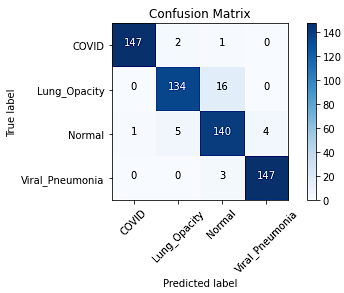 Confusion Matrix
COVID 147 2 1 0
Lung_Opacity 0 134 16 0
Normal 1 5 140 4
Viral_Pneumonia 0 0 3 147
True label
COVID
Lung_Opacity
Normal
Viral_Pneumonia
Predicted label
140
120
100
80
60
40
20
0